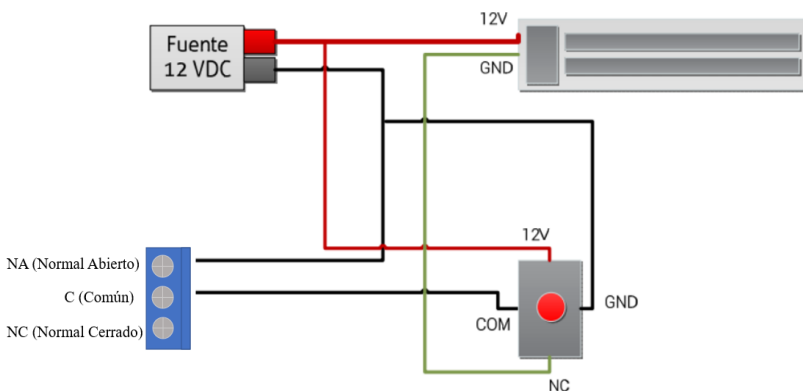 12V
Fuente
12 VDC
GND
12V
NA (Normal Abierto)
C (Común)
GND
COM
NC (Normal Cerrado)
NC